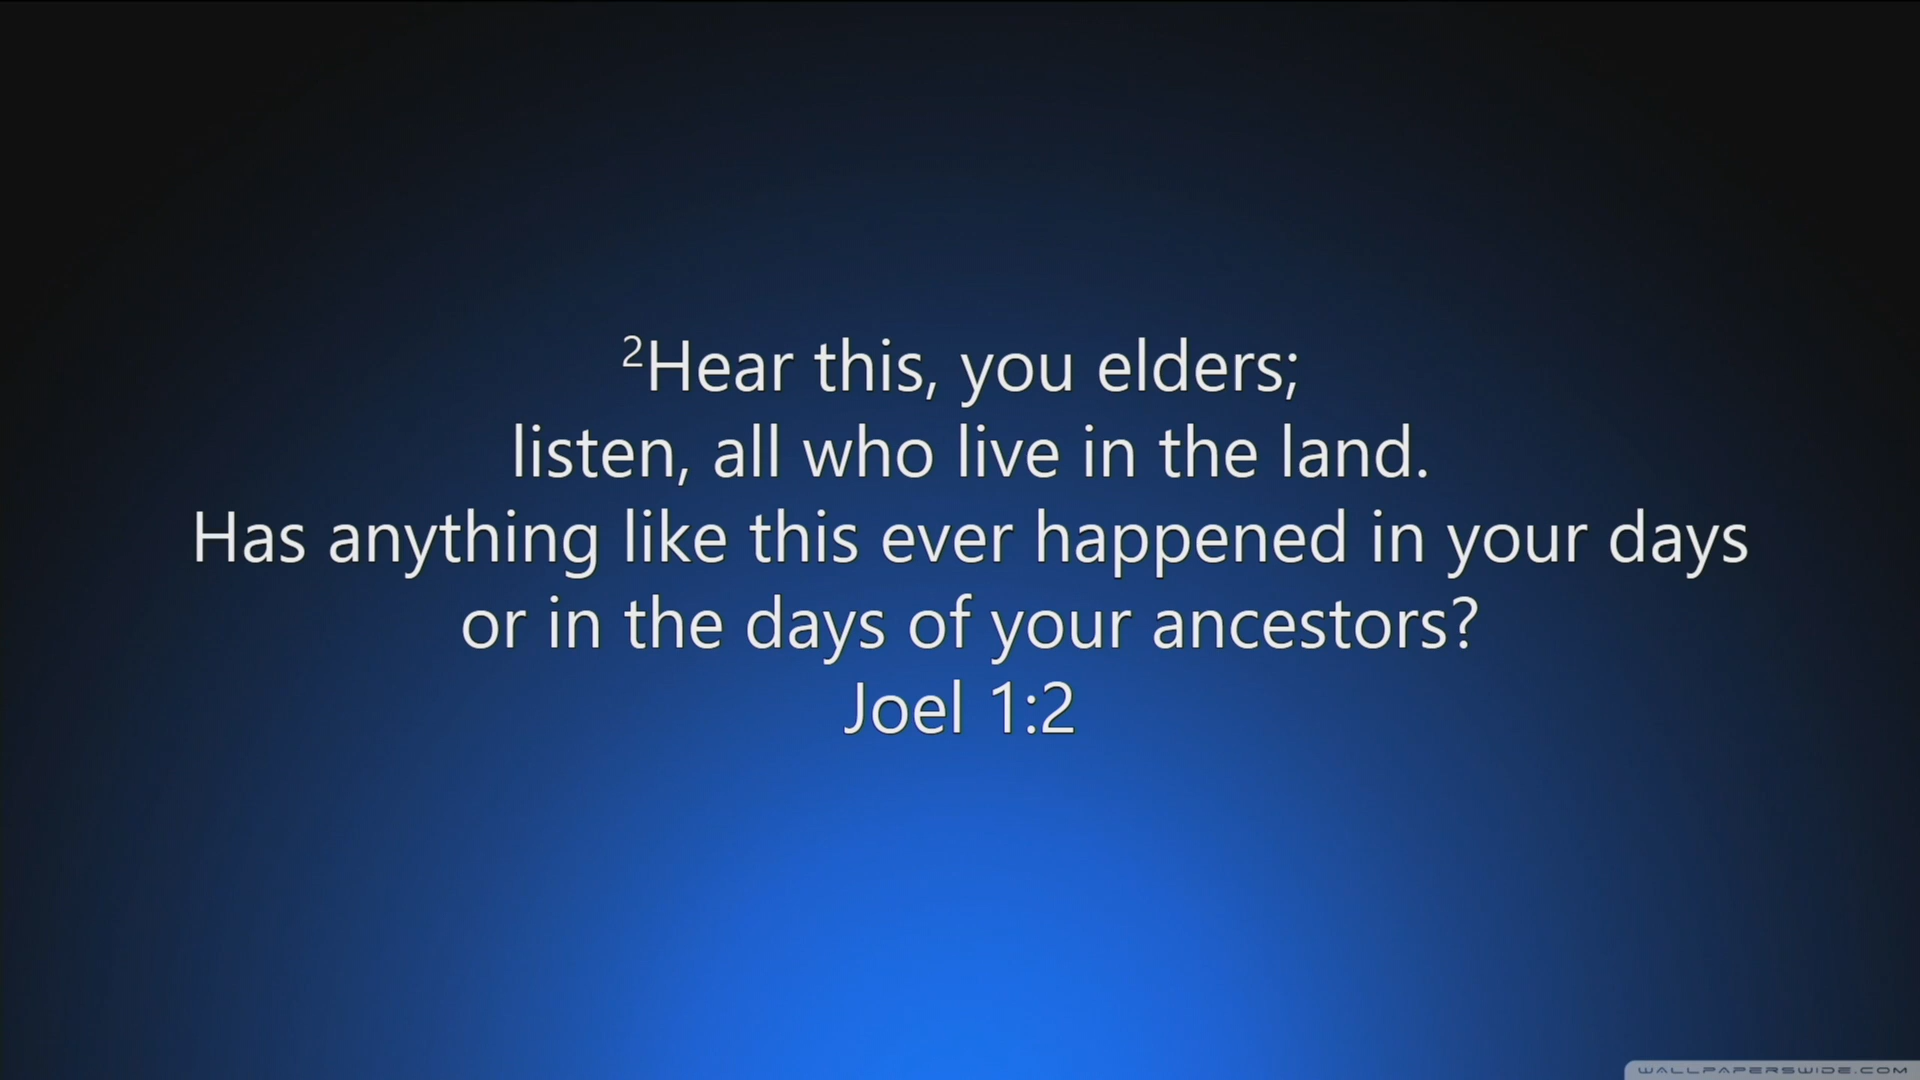 ²Hear this, you elders;
listen, all who live in the land.
Has anything like this ever happened in your days
or in the days of your ancestors?
Joel 1:2
WALLPAPERSWIDE.COM